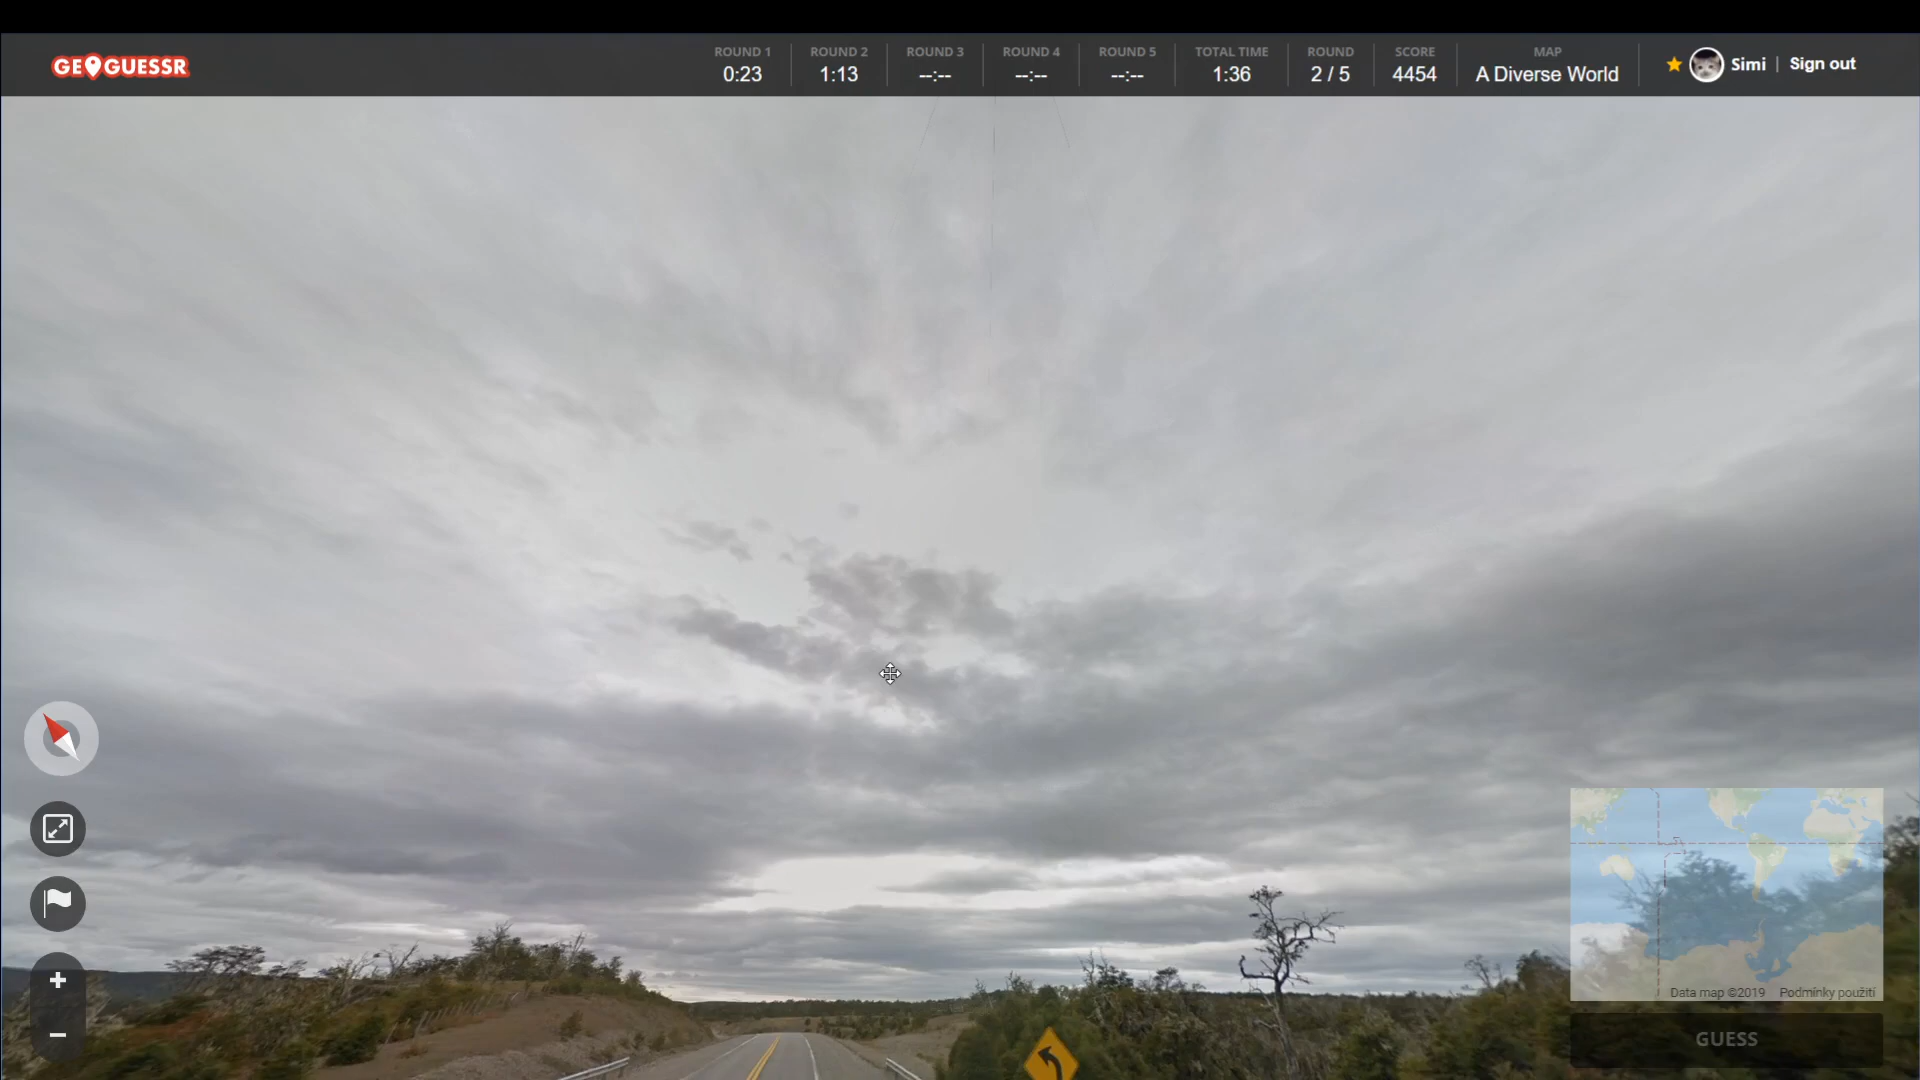 GEOGUESSR
ROUND 1
0:23
ROUND 2
1:13
ROUND 3
--:--
ROUND 4
--:--
ROUND 5
--:--
TOTAL TIME
1:36
ROUND
2 / 5
SCORE
4454
MAP
A Diverse World
Simi | Sign out
Data map ©2019 Podmínky použití
GUESS